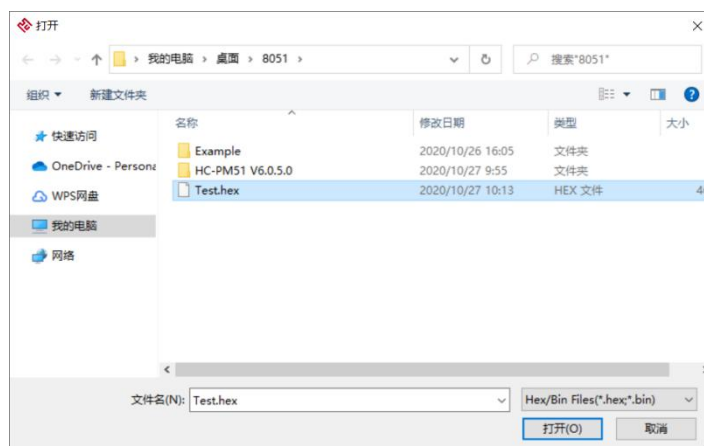 打开
我的电脑 › 桌面 › 8051 ›
搜索"8051"
组织 新建文件夹
名称 修改日期 类型 大小
快速访问
OneDrive - Persona
WPS网盘
我的电脑
网络
Example 2020/10/26 16:05 文件夹
HC-PM51 V6.0.5.0 2020/10/27 9:55 文件夹
Test.hex 2020/10/27 10:13 HEX 文件
文件名(N): Test.hex Hex/Bin Files(*.hex;*.bin)
打开(O) 取消